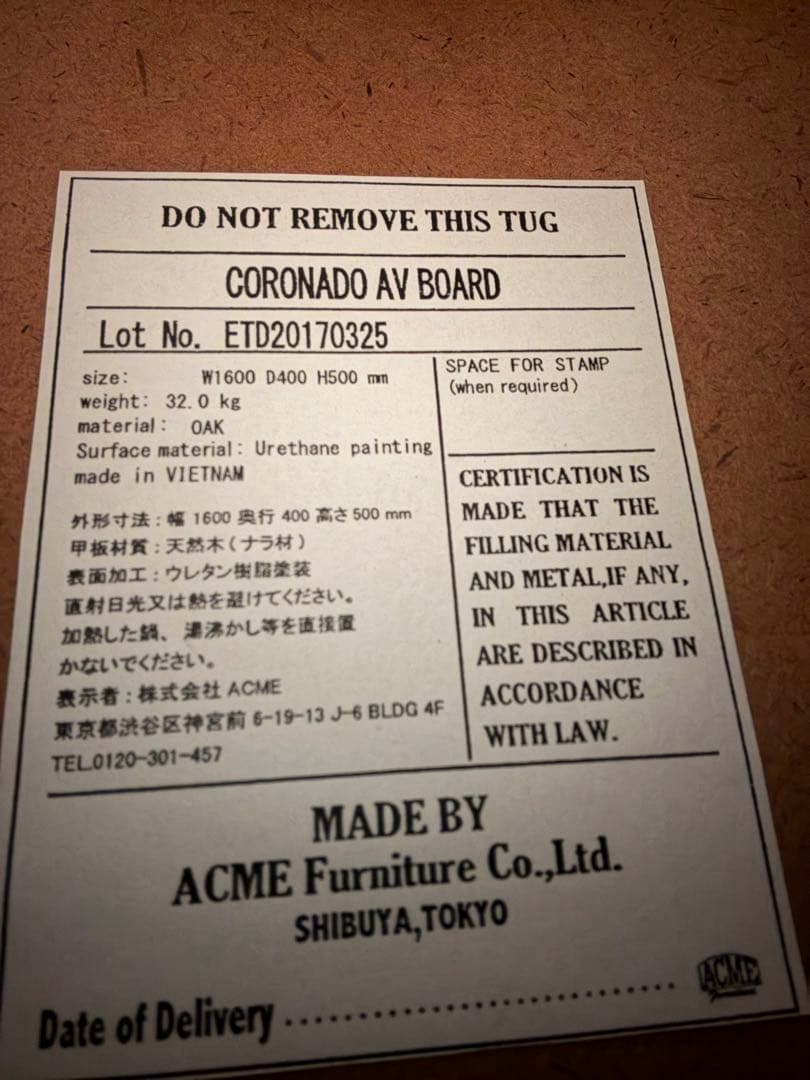 DO NOT REMOVE THIS TUG
CORONADO AV BOARD
Lot No. ETD20170325
size: W1600 D400 H500 mm
weight: 32.0 kg
material: OAK
Surface material: Urethane painting
made in VIETNAM
外形寸法:幅 1600 奥行 400 高さ 500 mm
甲板材質:天然木(ナラ材)
表面加工:ウレタン樹脂塗装
直射日光又は熱を避けてください。
加熱した鍋、湯沸かし等を直接置
かないでください。
表示者:株式会社 ACME
東京都渋谷区神宮前 6-19-13 J-6 BLDG 4F
TEL.0120-301-457
SPACE FOR STAMP
(when required)
CERTIFICATION IS
MADE THAT THE
FILLING MATERIAL
AND METAL,IF ANY,
IN THIS ARTICLE
ARE DESCRIBED IN
ACCORDANCE
WITH LAW.
MADE BY
ACME Furniture Co.,Ltd.
SHIBUYA,TOKYO
ACME
Date of Delivery ..............................